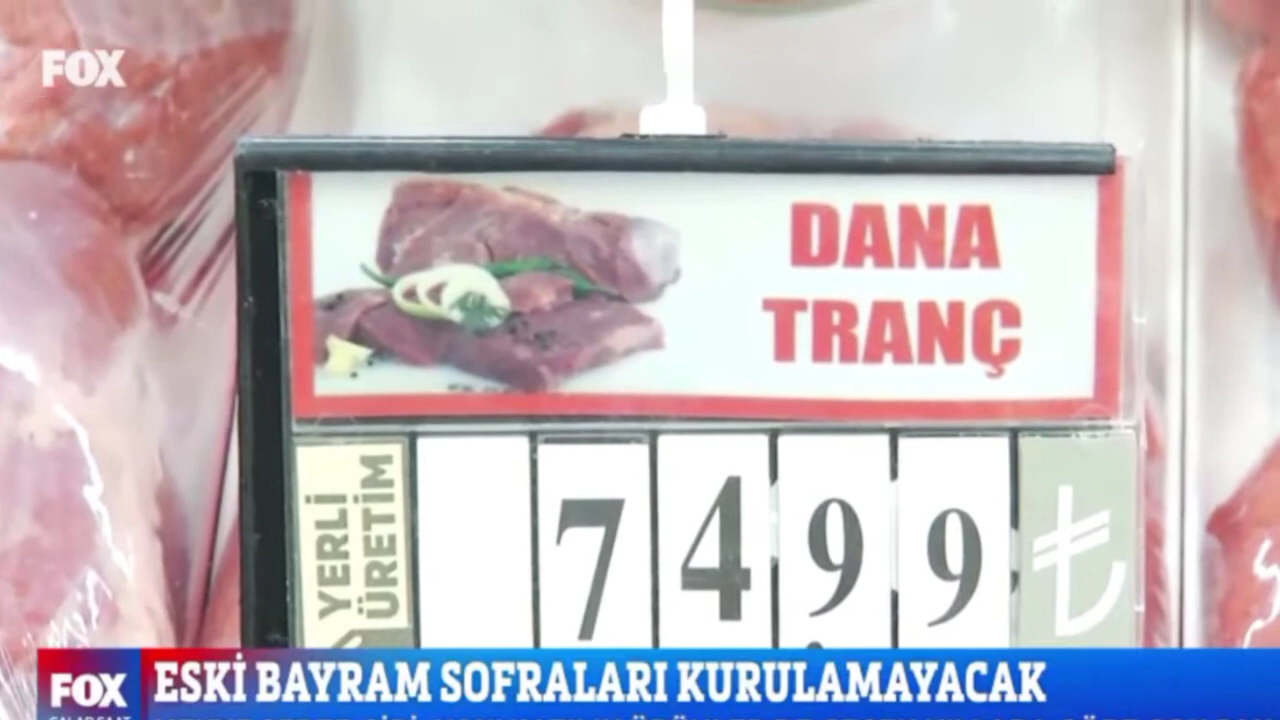 FOX
DANA
TRANÇ
YERLİ
ÜRETİM
7499 ₺
FOX
ESKİ BAYRAM SOFRALARI KURULAMAYACAK